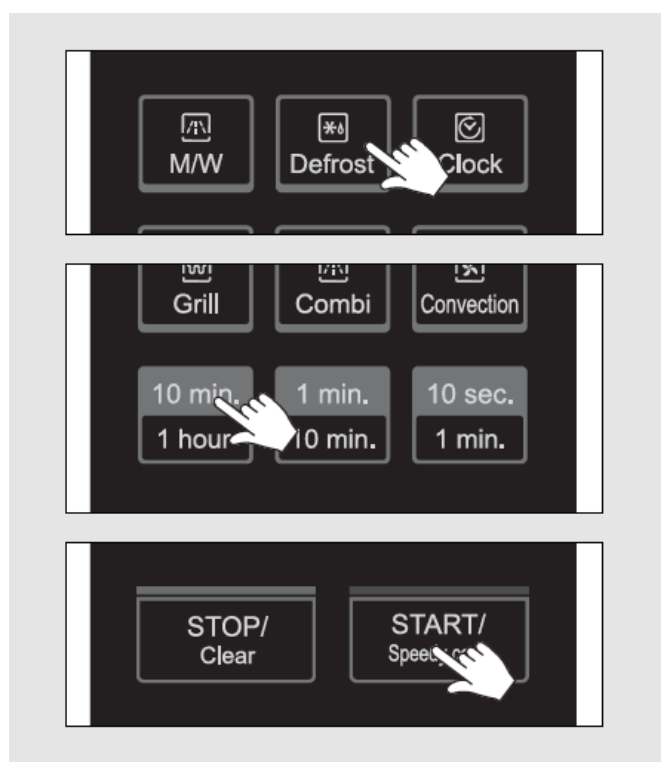 M/W Defrost Clock
Grill Combi Convection
10 min. 1 min. 10 sec.
1 hour 10 min. 1 min.
STOP/ START/
Clear Speedy